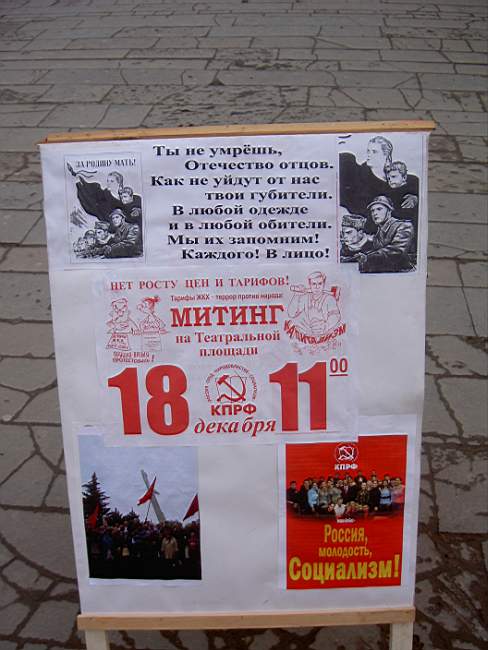 ЗА РОДИНУ МАТЬ!
Ты не умрёшь,
Отечество отцов.
Как не уйдут от нас
твои губители.
В любой одежде
и в любой обители.
Мы их запомним!
Каждого! В лицо!
НЕТ РОСТУ ЦЕН И ТАРИФОВ!
Тарифы ЖКХ - террор против народа!
МИТИНГ
на Театральной
площади
КАПИТАЛИЗМ
18 11 00
КПРФ
декабря
КПРФ
Россия,
молодость,
Социализм!